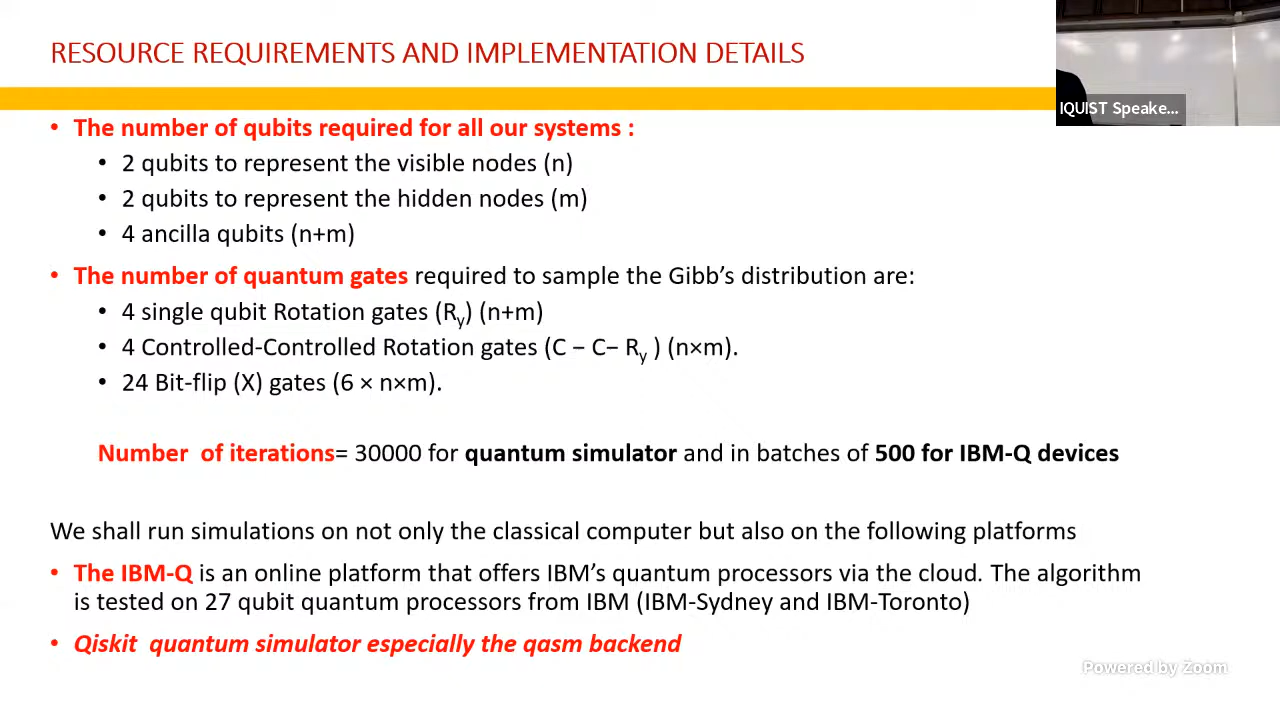 RESOURCE REQUIREMENTS AND IMPLEMENTATION DETAILS
IQUIST Speake...
• The number of qubits required for all our systems :
• 2 qubits to represent the visible nodes (n)
• 2 qubits to represent the hidden nodes (m)
• 4 ancilla qubits (n+m)
• The number of quantum gates required to sample the Gibb's distribution are:
• 4 single qubit Rotation gates (Ry) (n+m)
• 4 Controlled-Controlled Rotation gates (C − C− Ry ) (n×m).
• 24 Bit-flip (X) gates (6 × n×m).
Number of iterations= 30000 for quantum simulator and in batches of 500 for IBM-Q devices
We shall run simulations on not only the classical computer but also on the following platforms
• The IBM-Q is an online platform that offers IBM's quantum processors via the cloud. The algorithm
is tested on 27 qubit quantum processors from IBM (IBM-Sydney and IBM-Toronto)
• Qiskit quantum simulator especially the qasm backend
Powered by Zoom